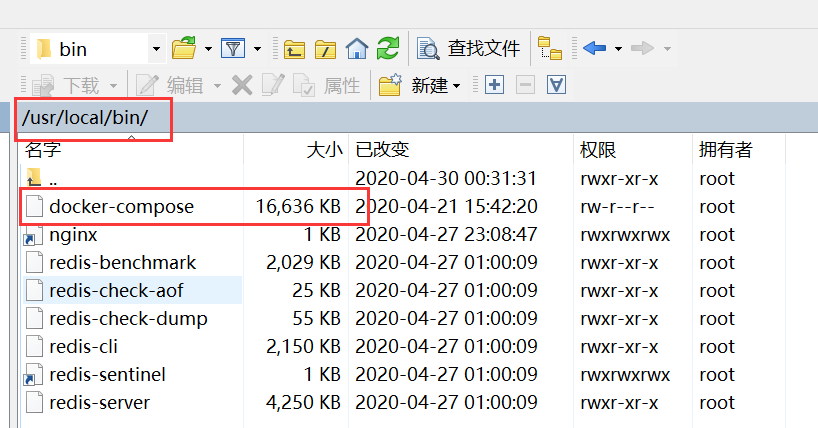 bin 查找文件
下载 编辑 属性 新建
/usr/local/bin/
名字 大小 已改变 权限 拥有者
.. 2020-04-30 00:31:31 rwxr-xr-x root
docker-compose 16,636 KB 2020-04-21 15:42:20 rw-r--r-- root
nginx 1 KB 2020-04-27 23:08:47 rwxrwxrwx root
redis-benchmark 2,029 KB 2020-04-27 01:00:09 rwxr-xr-x root
redis-check-aof 25 KB 2020-04-27 01:00:09 rwxr-xr-x root
redis-check-dump 55 KB 2020-04-27 01:00:09 rwxr-xr-x root
redis-cli 2,150 KB 2020-04-27 01:00:09 rwxr-xr-x root
redis-sentinel 1 KB 2020-04-27 01:00:09 rwxrwxrwx root
redis-server 4,250 KB 2020-04-27 01:00:09 rwxr-xr-x root